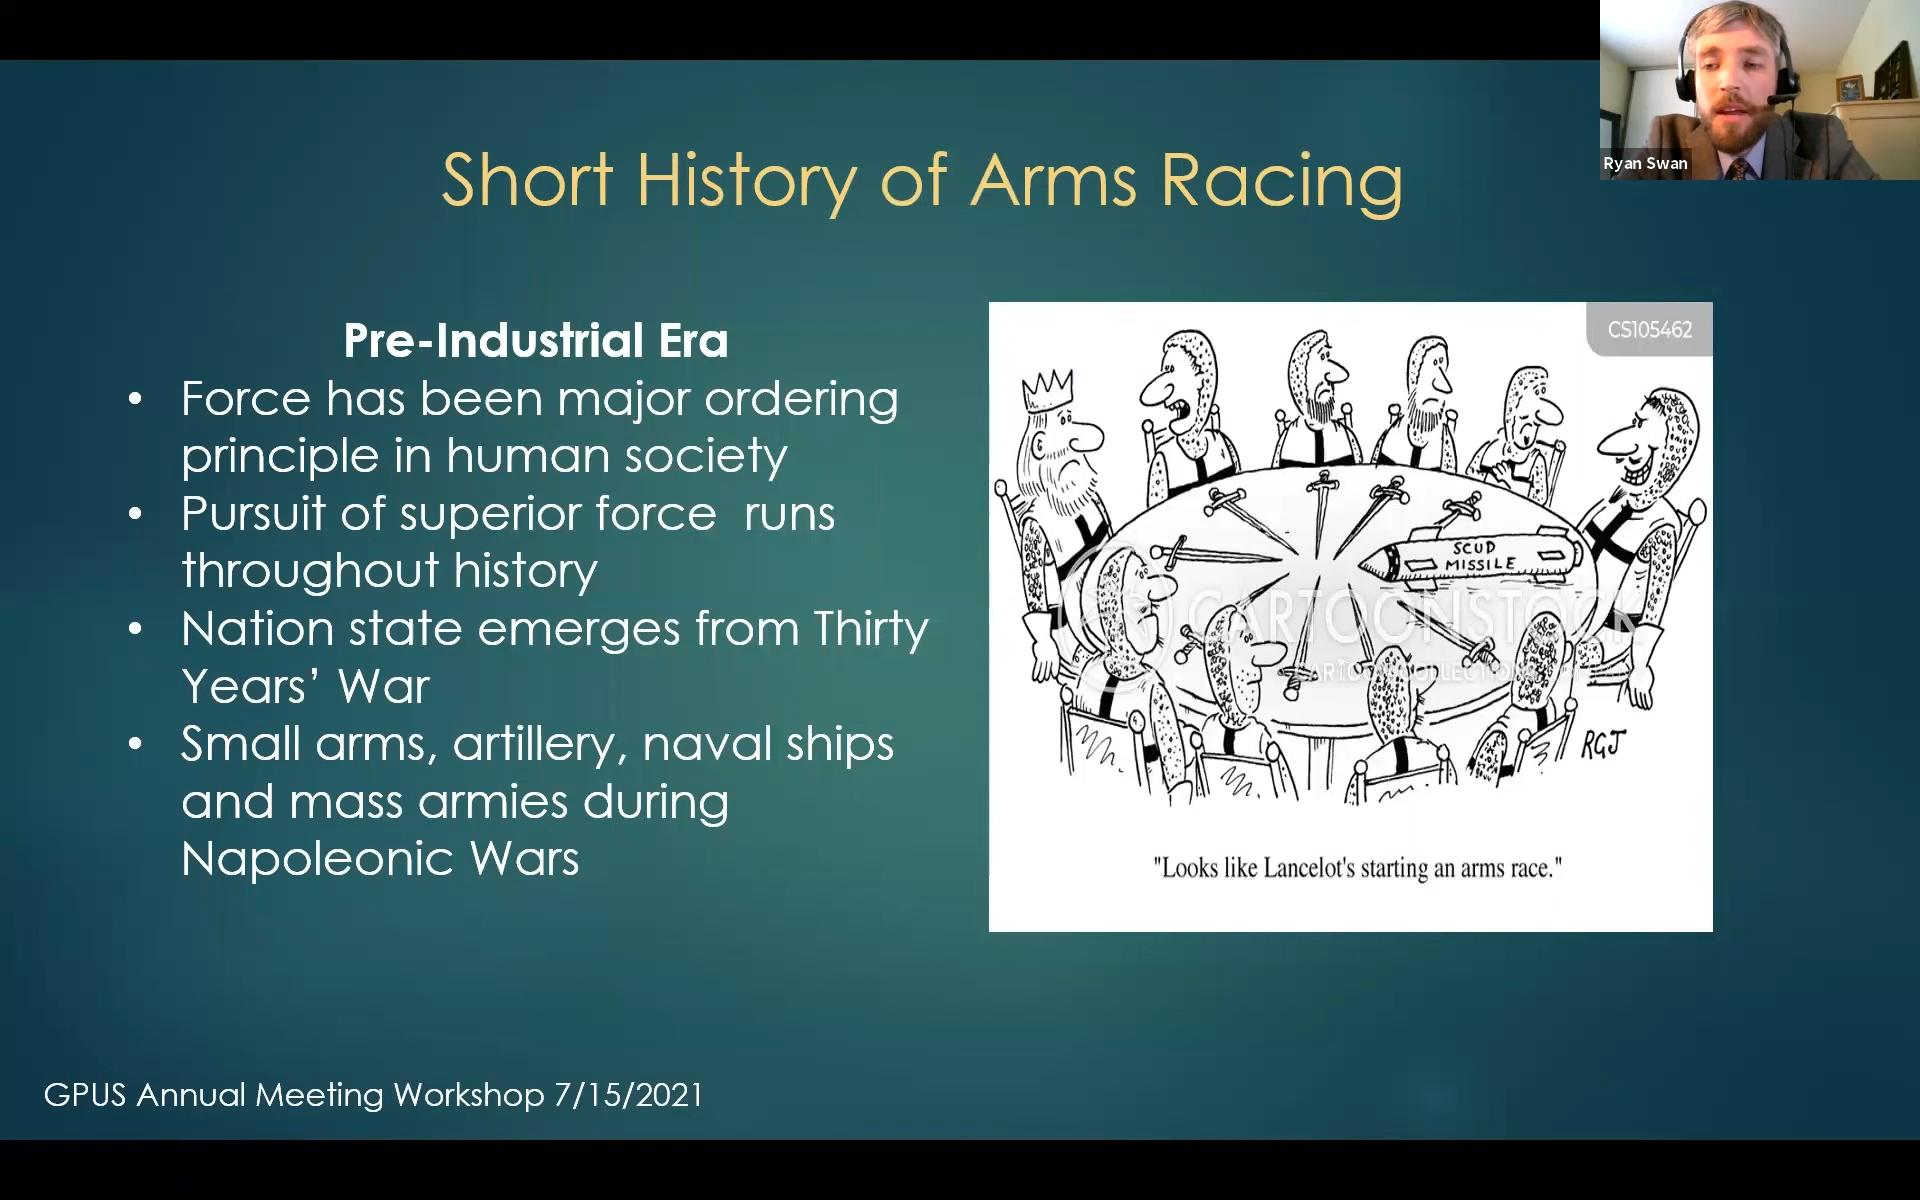 Ryan Swan
Short History of Arms Racing
Pre-Industrial Era
• Force has been major ordering
principle in human society
• Pursuit of superior force  runs
throughout history
• Nation state emerges from Thirty
Years’ War
• Small arms, artillery, naval ships
and mass armies during
Napoleonic Wars
CS105462
SCUD
MISSILE
CARTOONSTOCK
RGJ
"Looks like Lancelot's starting an arms race."
GPUS Annual Meeting Workshop 7/15/2021